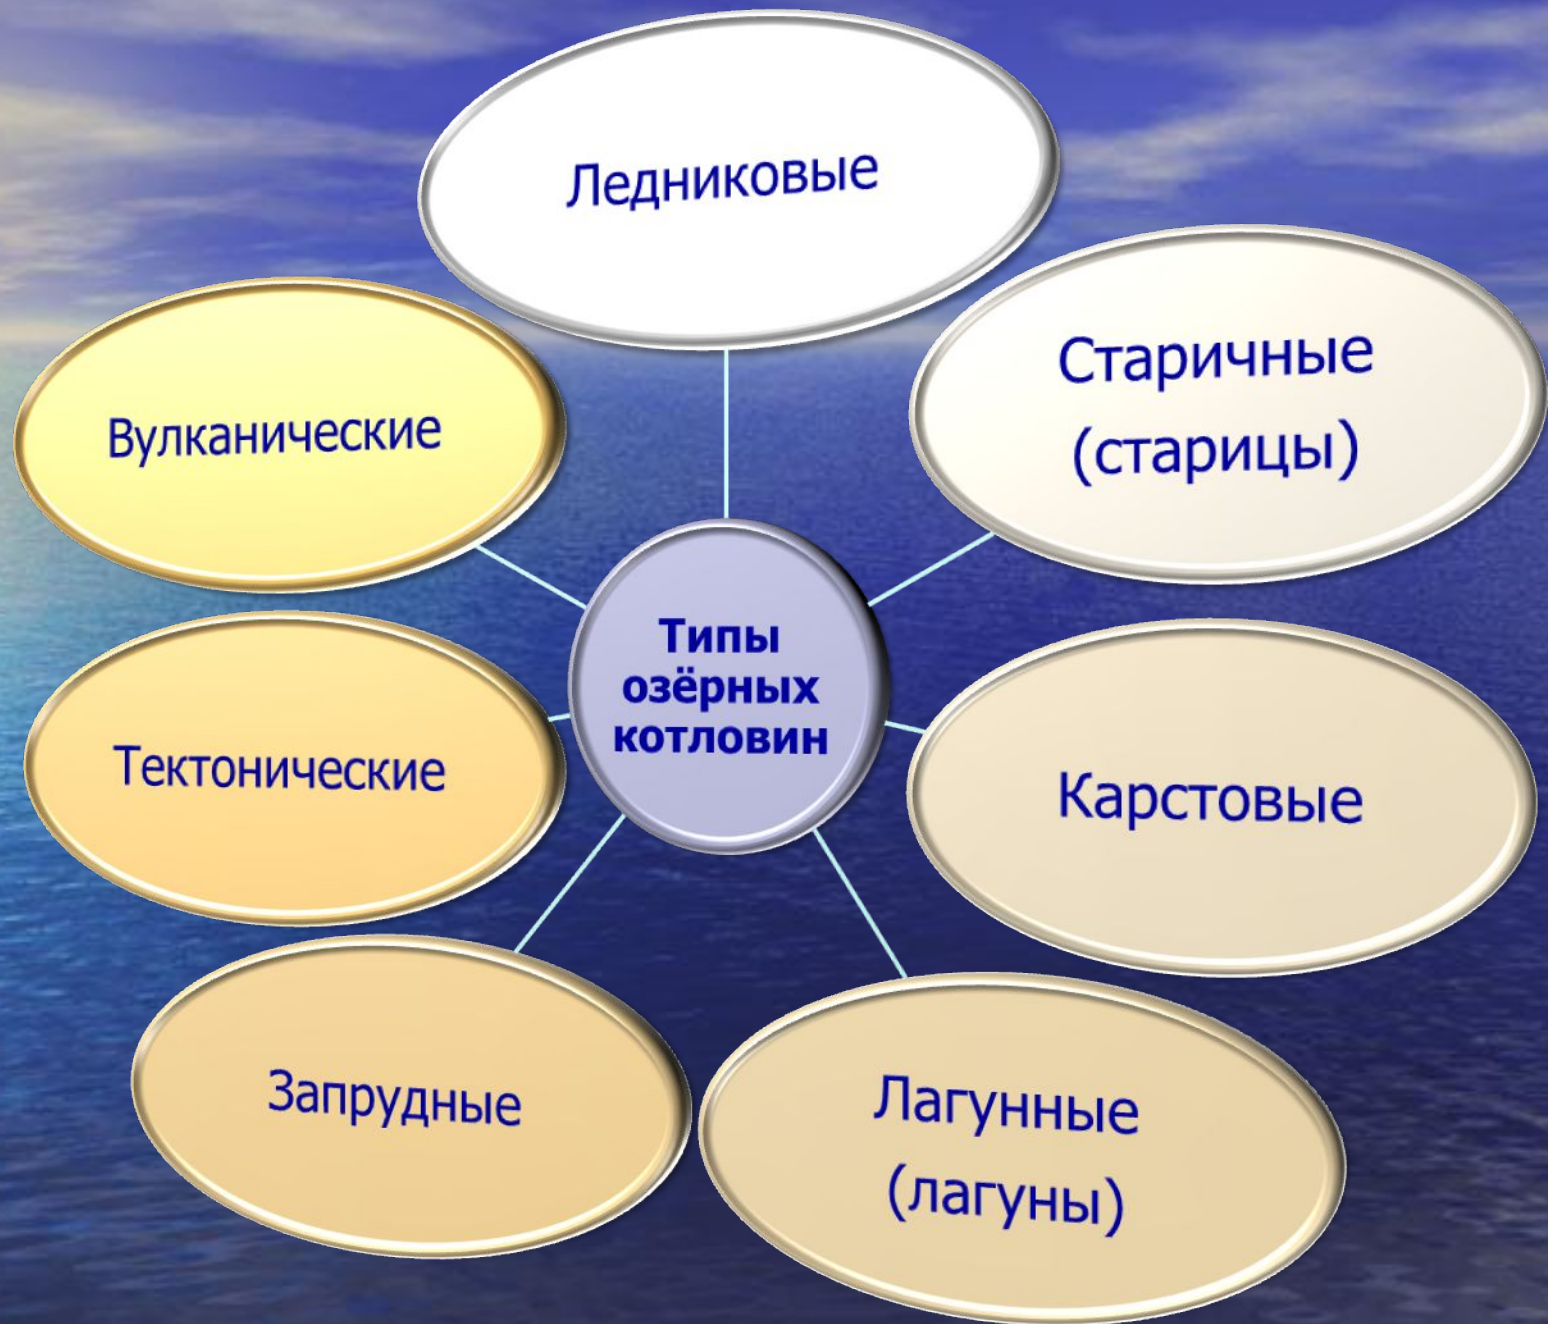 Ледниковые
Старичные
(старицы)
Вулканические
Типы
озёрных
котловин
Тектонические
Карстовые
Запрудные
Лагунные
(лагуны)